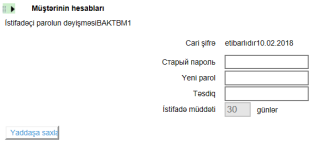 Müştərinin hesabları
İstifadəçi parolun dəyişməsiBAKTBM1
Cari şifrə etibarlıdır10.02.2018
Старый пароль
Yeni parol
Təsdiq
İstifadə müddəti 30 günlər
Yaddaşa saxla